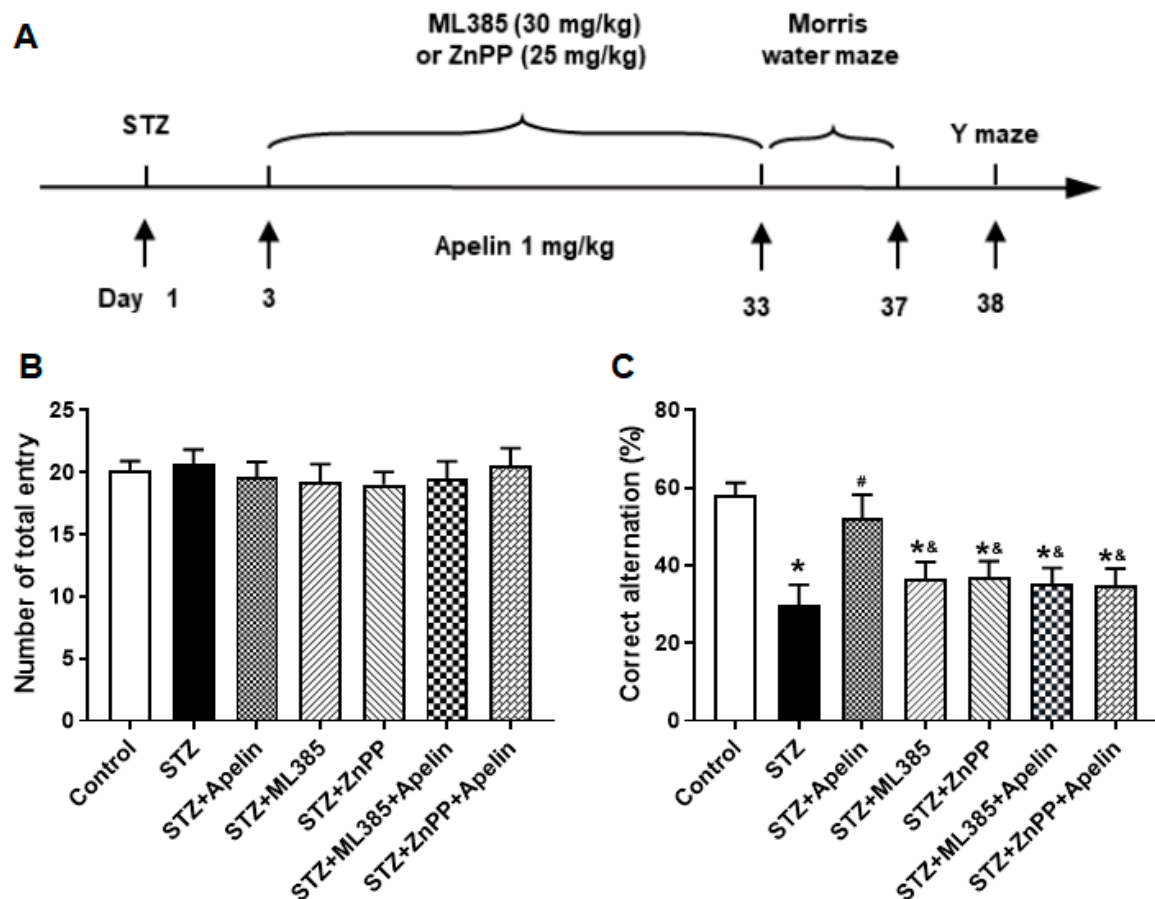 A
ML385 (30 mg/kg)
or ZnPP (25 mg/kg)
Morris
water maze
STZ
Y maze
Apelin 1 mg/kg
Day 1
3
33
37
38
B
Number of total entry
25
20
15
10
5
0
Control
STZ
STZ+Apelin
STZ+ML385
STZ+ZnPP
STZ+ML385+Apelin
STZ+ZnPP+Apelin
C
Correct alternation (%)
80
60
40
20
0
*
#
*&
*&
*&
*&
Control
STZ
STZ+Apelin
STZ+ML385
STZ+ZnPP
STZ+ML385+Apelin
STZ+ZnPP+Apelin